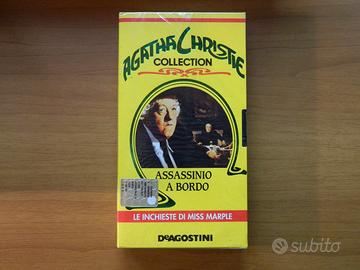 AGATHA CHRISTIE
COLLECTION
ASSASSINIO
A BORDO
LE INCHIESTE DI MISS MARPLE
DEAGOSTINI
subito